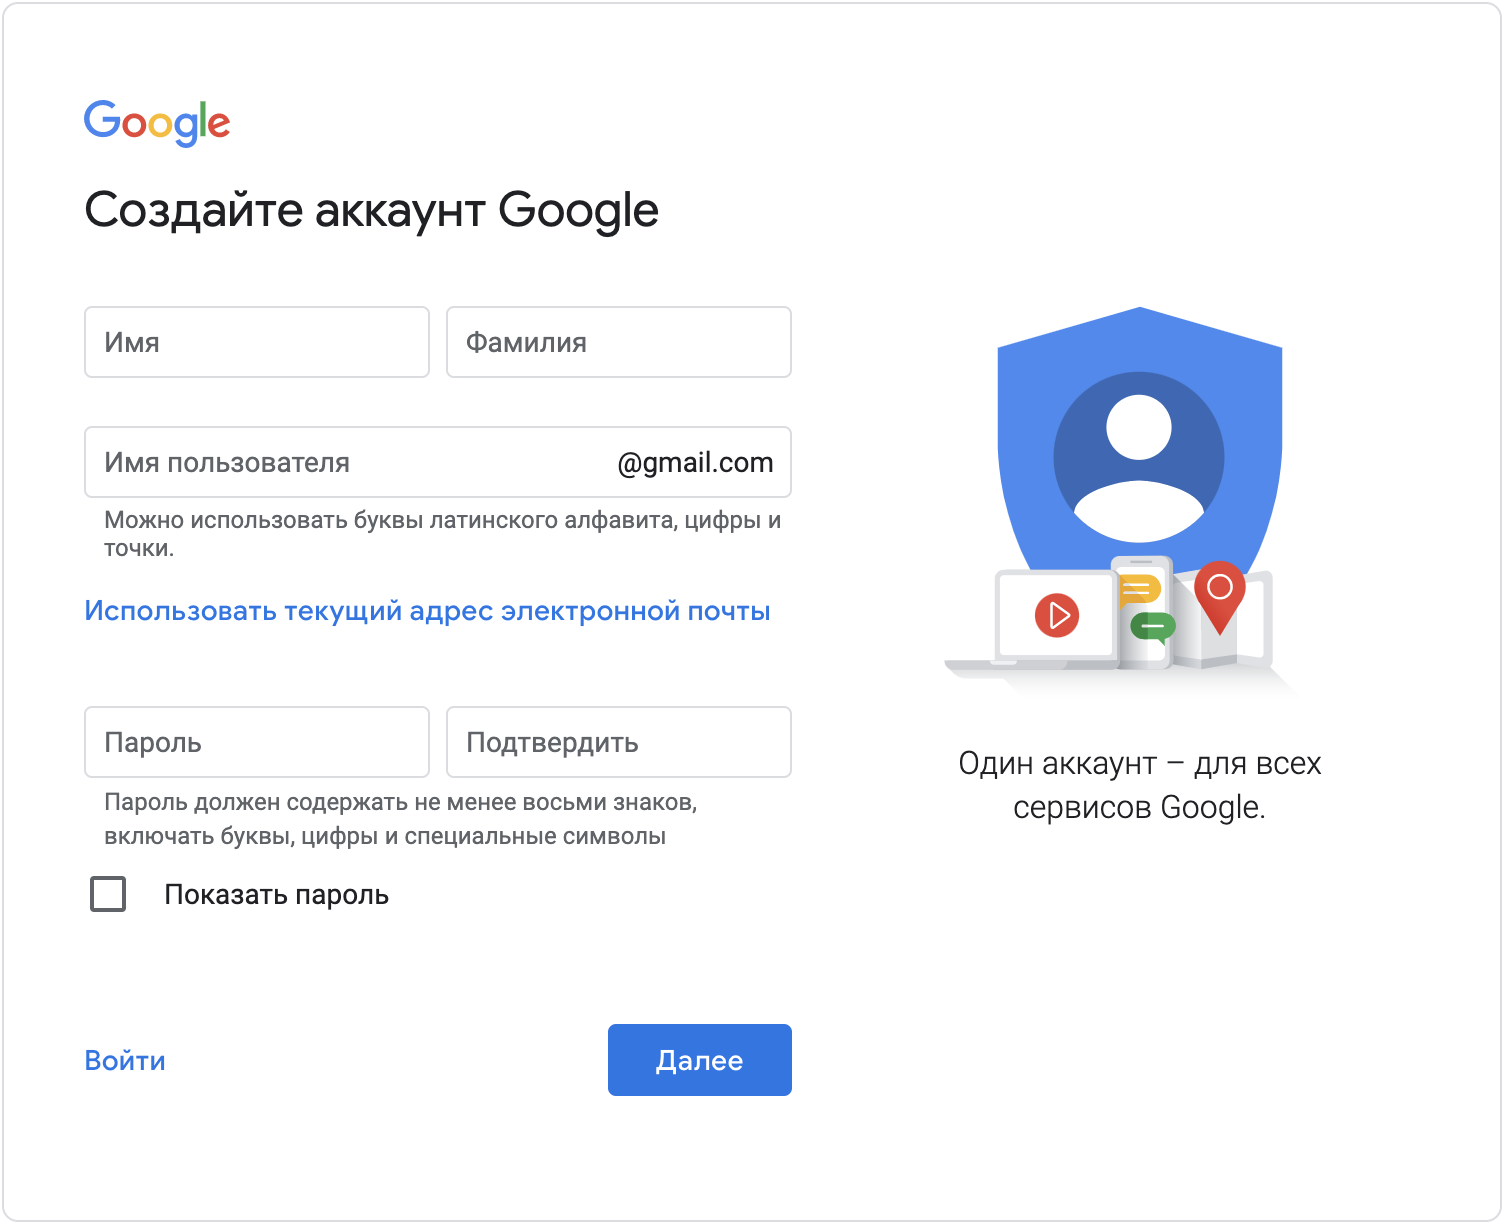 Google
Создайте аккаунт Google
Имя
Фамилия
Имя пользователя @gmail.com
Можно использовать буквы латинского алфавита, цифры и
точки.
Использовать текущий адрес электронной почты
Пароль
Подтвердить
Пароль должен содержать не менее восьми знаков,
включать буквы, цифры и специальные символы
Показать пароль
Войти
Далее
Один аккаунт – для всех
сервисов Google.